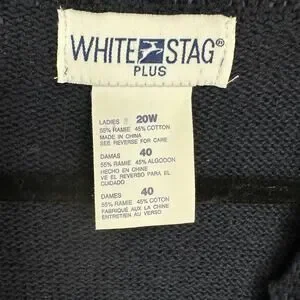 WHITE STAG®
PLUS
LADIES 20W
55% RAMIE 45% COTTON
MADE IN CHINA
SEE REVERSE FOR CARE
DAMAS 40
55% RAMIE 45% ALGODON
HECHO EN CHINA
VE EL REVERSO PARA EL
CUIDADO
DAMES 40
55% RAMIE 45% COTON
FABRIQUÉ AUX LA CHINE
ENTRETIEN AU VERSO